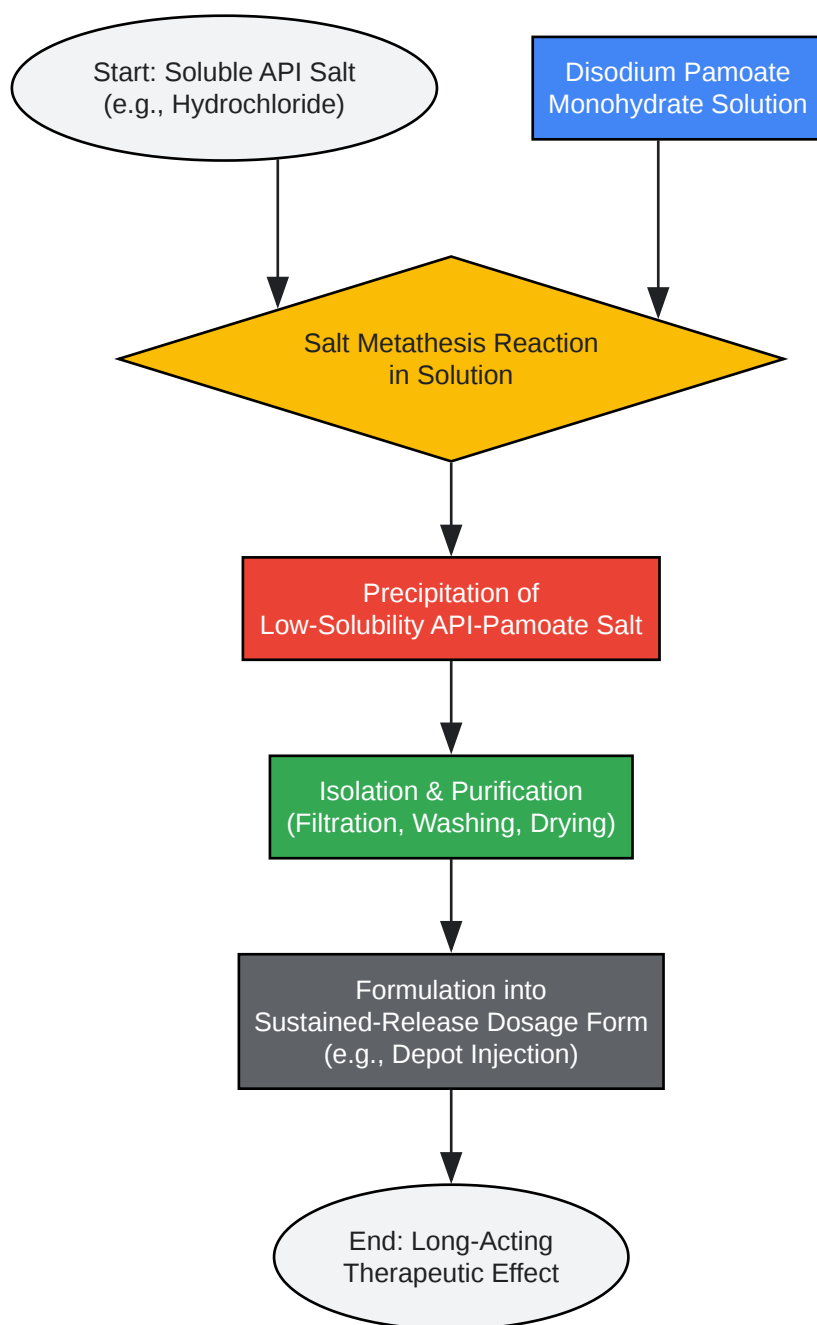 Start: Soluble API Salt
(e.g., Hydrochloride)
Disodium Pamoate
Monohydrate Solution
Salt Metathesis Reaction
in Solution
Precipitation of
Low-Solubility API-Pamoate Salt
Isolation & Purification
(Filtration, Washing, Drying)
Formulation into
Sustained-Release Dosage Form
(e.g., Depot Injection)
End: Long-Acting
Therapeutic Effect